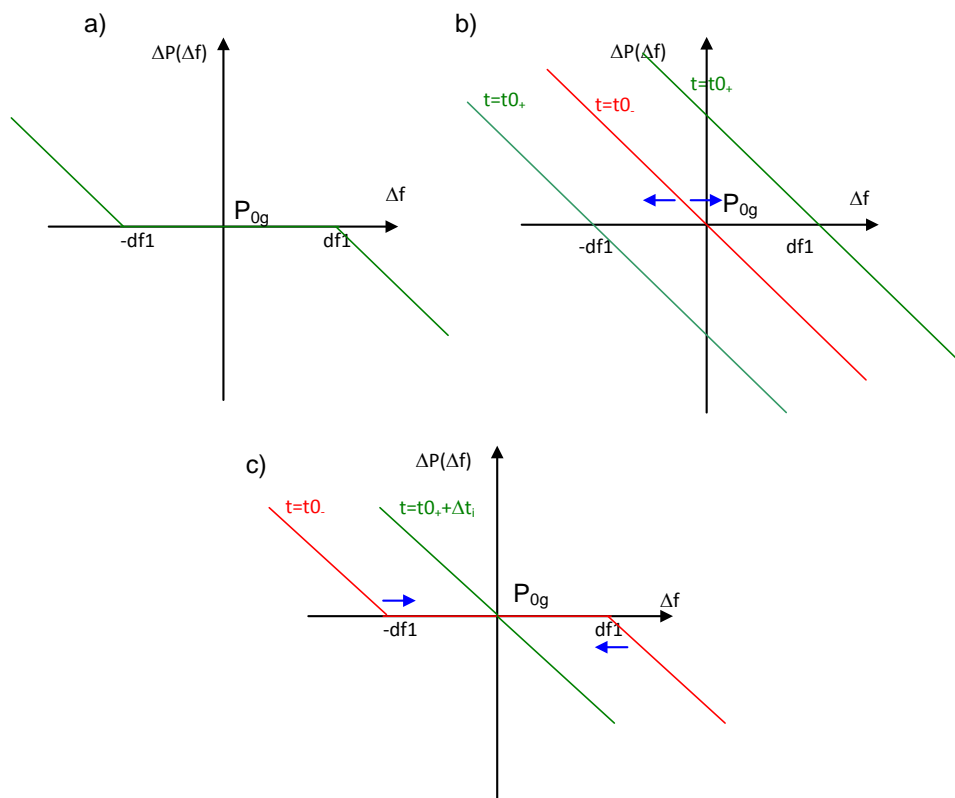 a)
ΔP(Δf)
P₀g
Δf
-df1
df1
b)
ΔP(Δf)
t=t0₊
t=t0₋
t=t0₊
P₀g
Δf
-df1
df1
c)
ΔP(Δf)
t=t0₋
t=t0₊+Δtᵢ
P₀g
Δf
-df1
df1